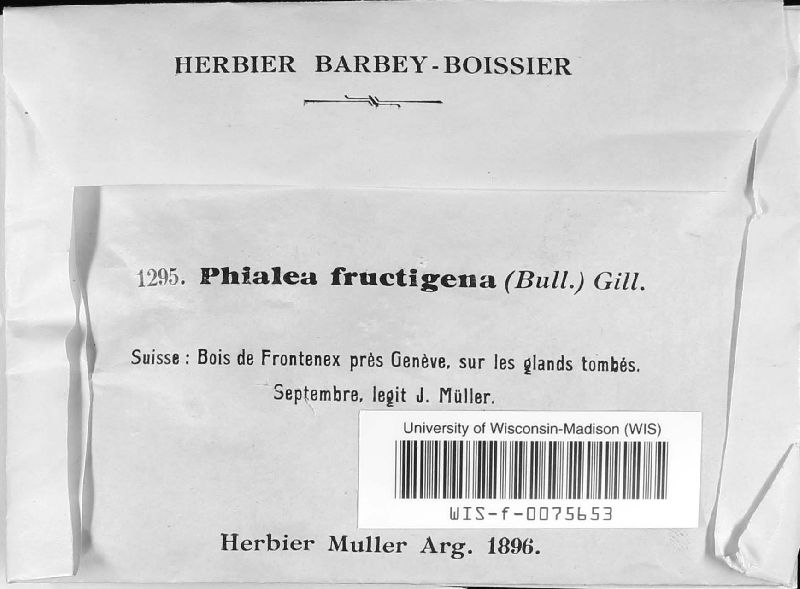 HERBIER BARBEY-BOISSIER
1295. Phialea fructigena (Bull.) Gill.
Suisse : Bois de Frontenex près Genève, sur les glands tombés.
Septembre, legit J. Müller.
University of Wisconsin-Madison (WIS)
WIS-f-0075653
Herbier Muller Arg. 1896.